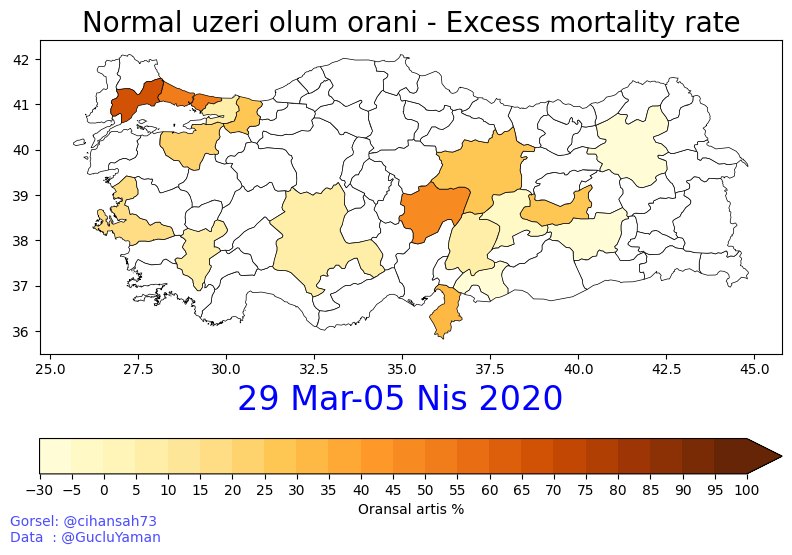 Normal uzeri olum orani - Excess mortality rate
42
41
40
39
38
37
36
25.0 27.5 30.0 32.5 35.0 37.5 40.0 42.5 45.0
29 Mar-05 Nis 2020
−30 −5 0 5 10 15 20 25 30 35 40 45 50 55 60 65 70 75 80 85 90 95 100
Oransal artis %
Gorsel: @cihansah73
Data : @GucluYaman